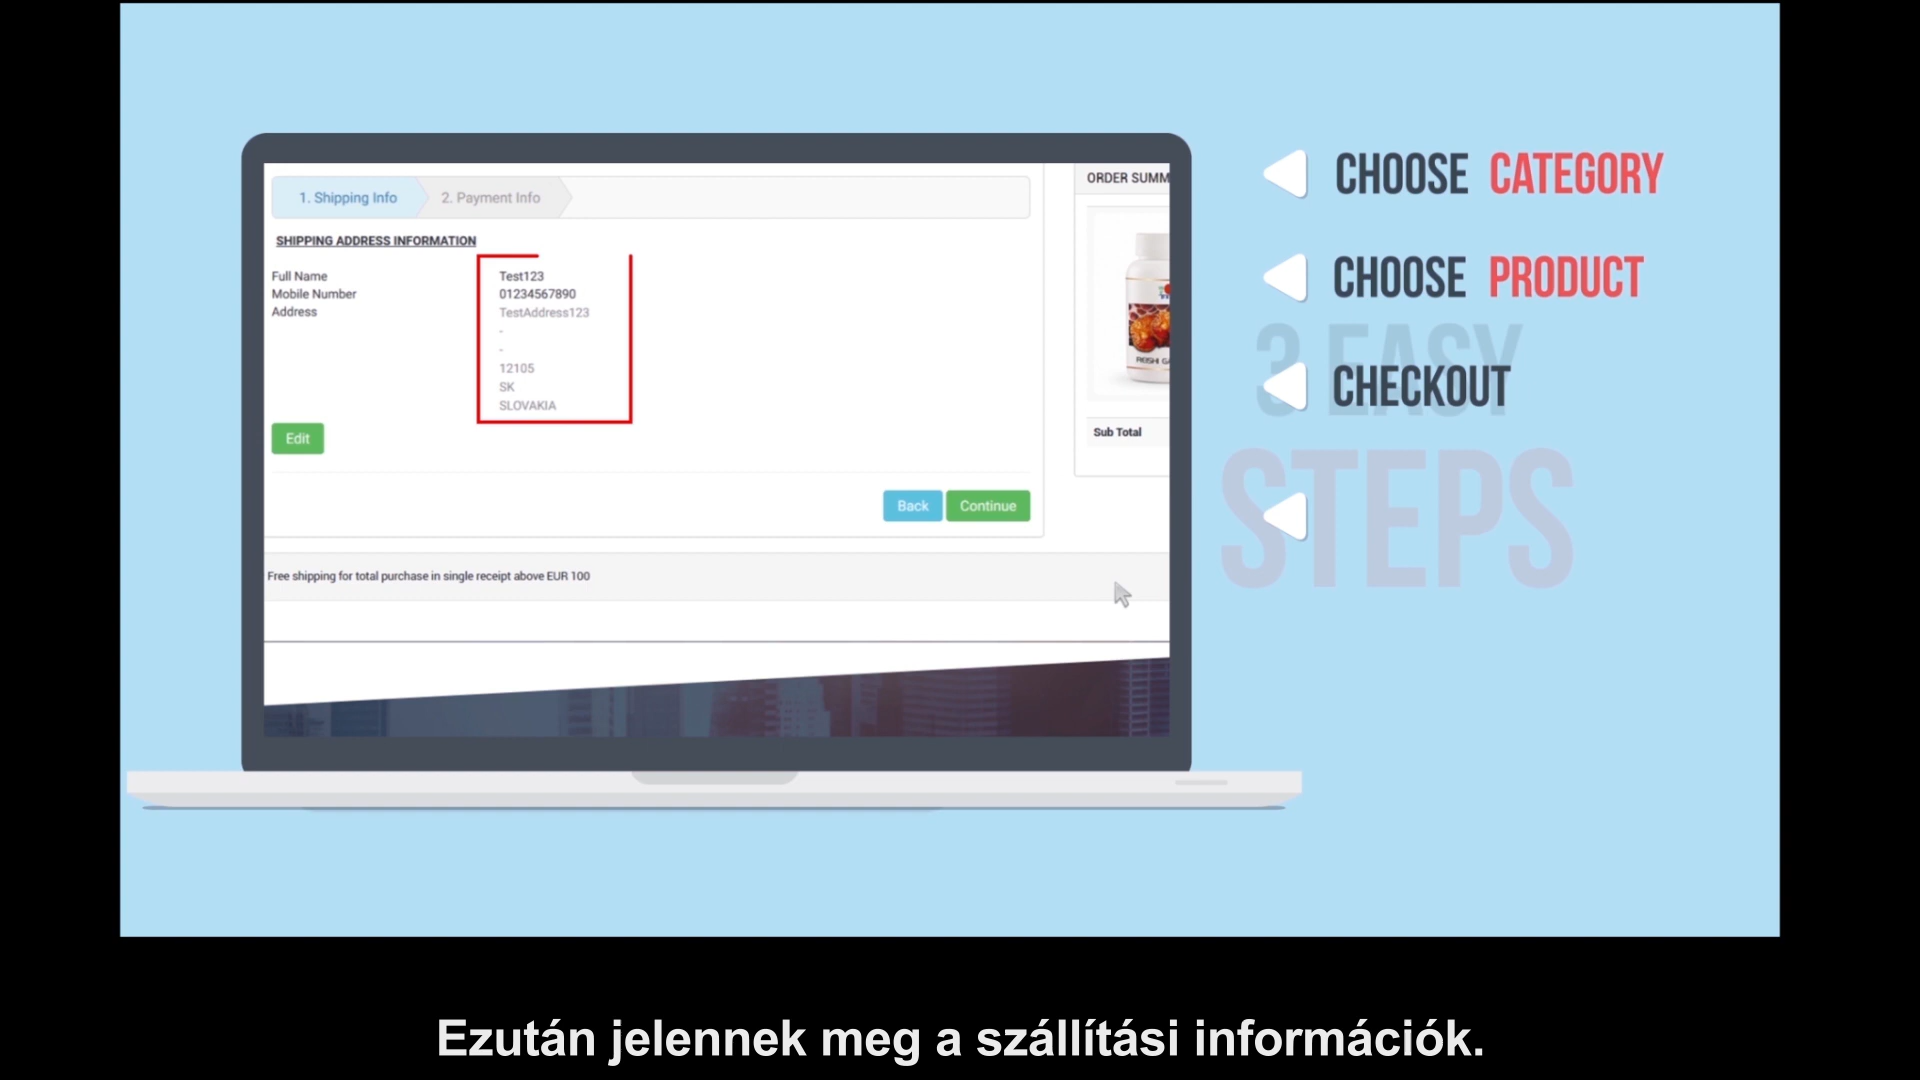 1. Shipping Info
2. Payment Info
SHIPPING ADDRESS INFORMATION
Full Name Test123
Mobile Number 01234567890
Address TestAddress123
-
-
12105
SK
SLOVAKIA
Edit
Back
Continue
Free shipping for total purchase in single receipt above EUR 100
ORDER SUMM
Sub Total
CHOOSE CATEGORY
CHOOSE PRODUCT
3 EASY
CHECKOUT
STEPS
Ezután jelennek meg a szállítási információk.